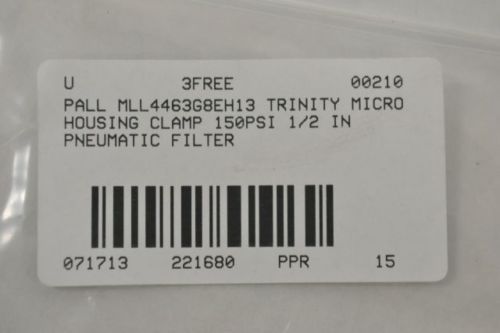 U 3FREE 00210
PALL MLL4463G8EH13 TRINITY MICRO
HOUSING CLAMP 150PSI 1/2 IN
PNEUMATIC FILTER
071713 221680 PPR 15